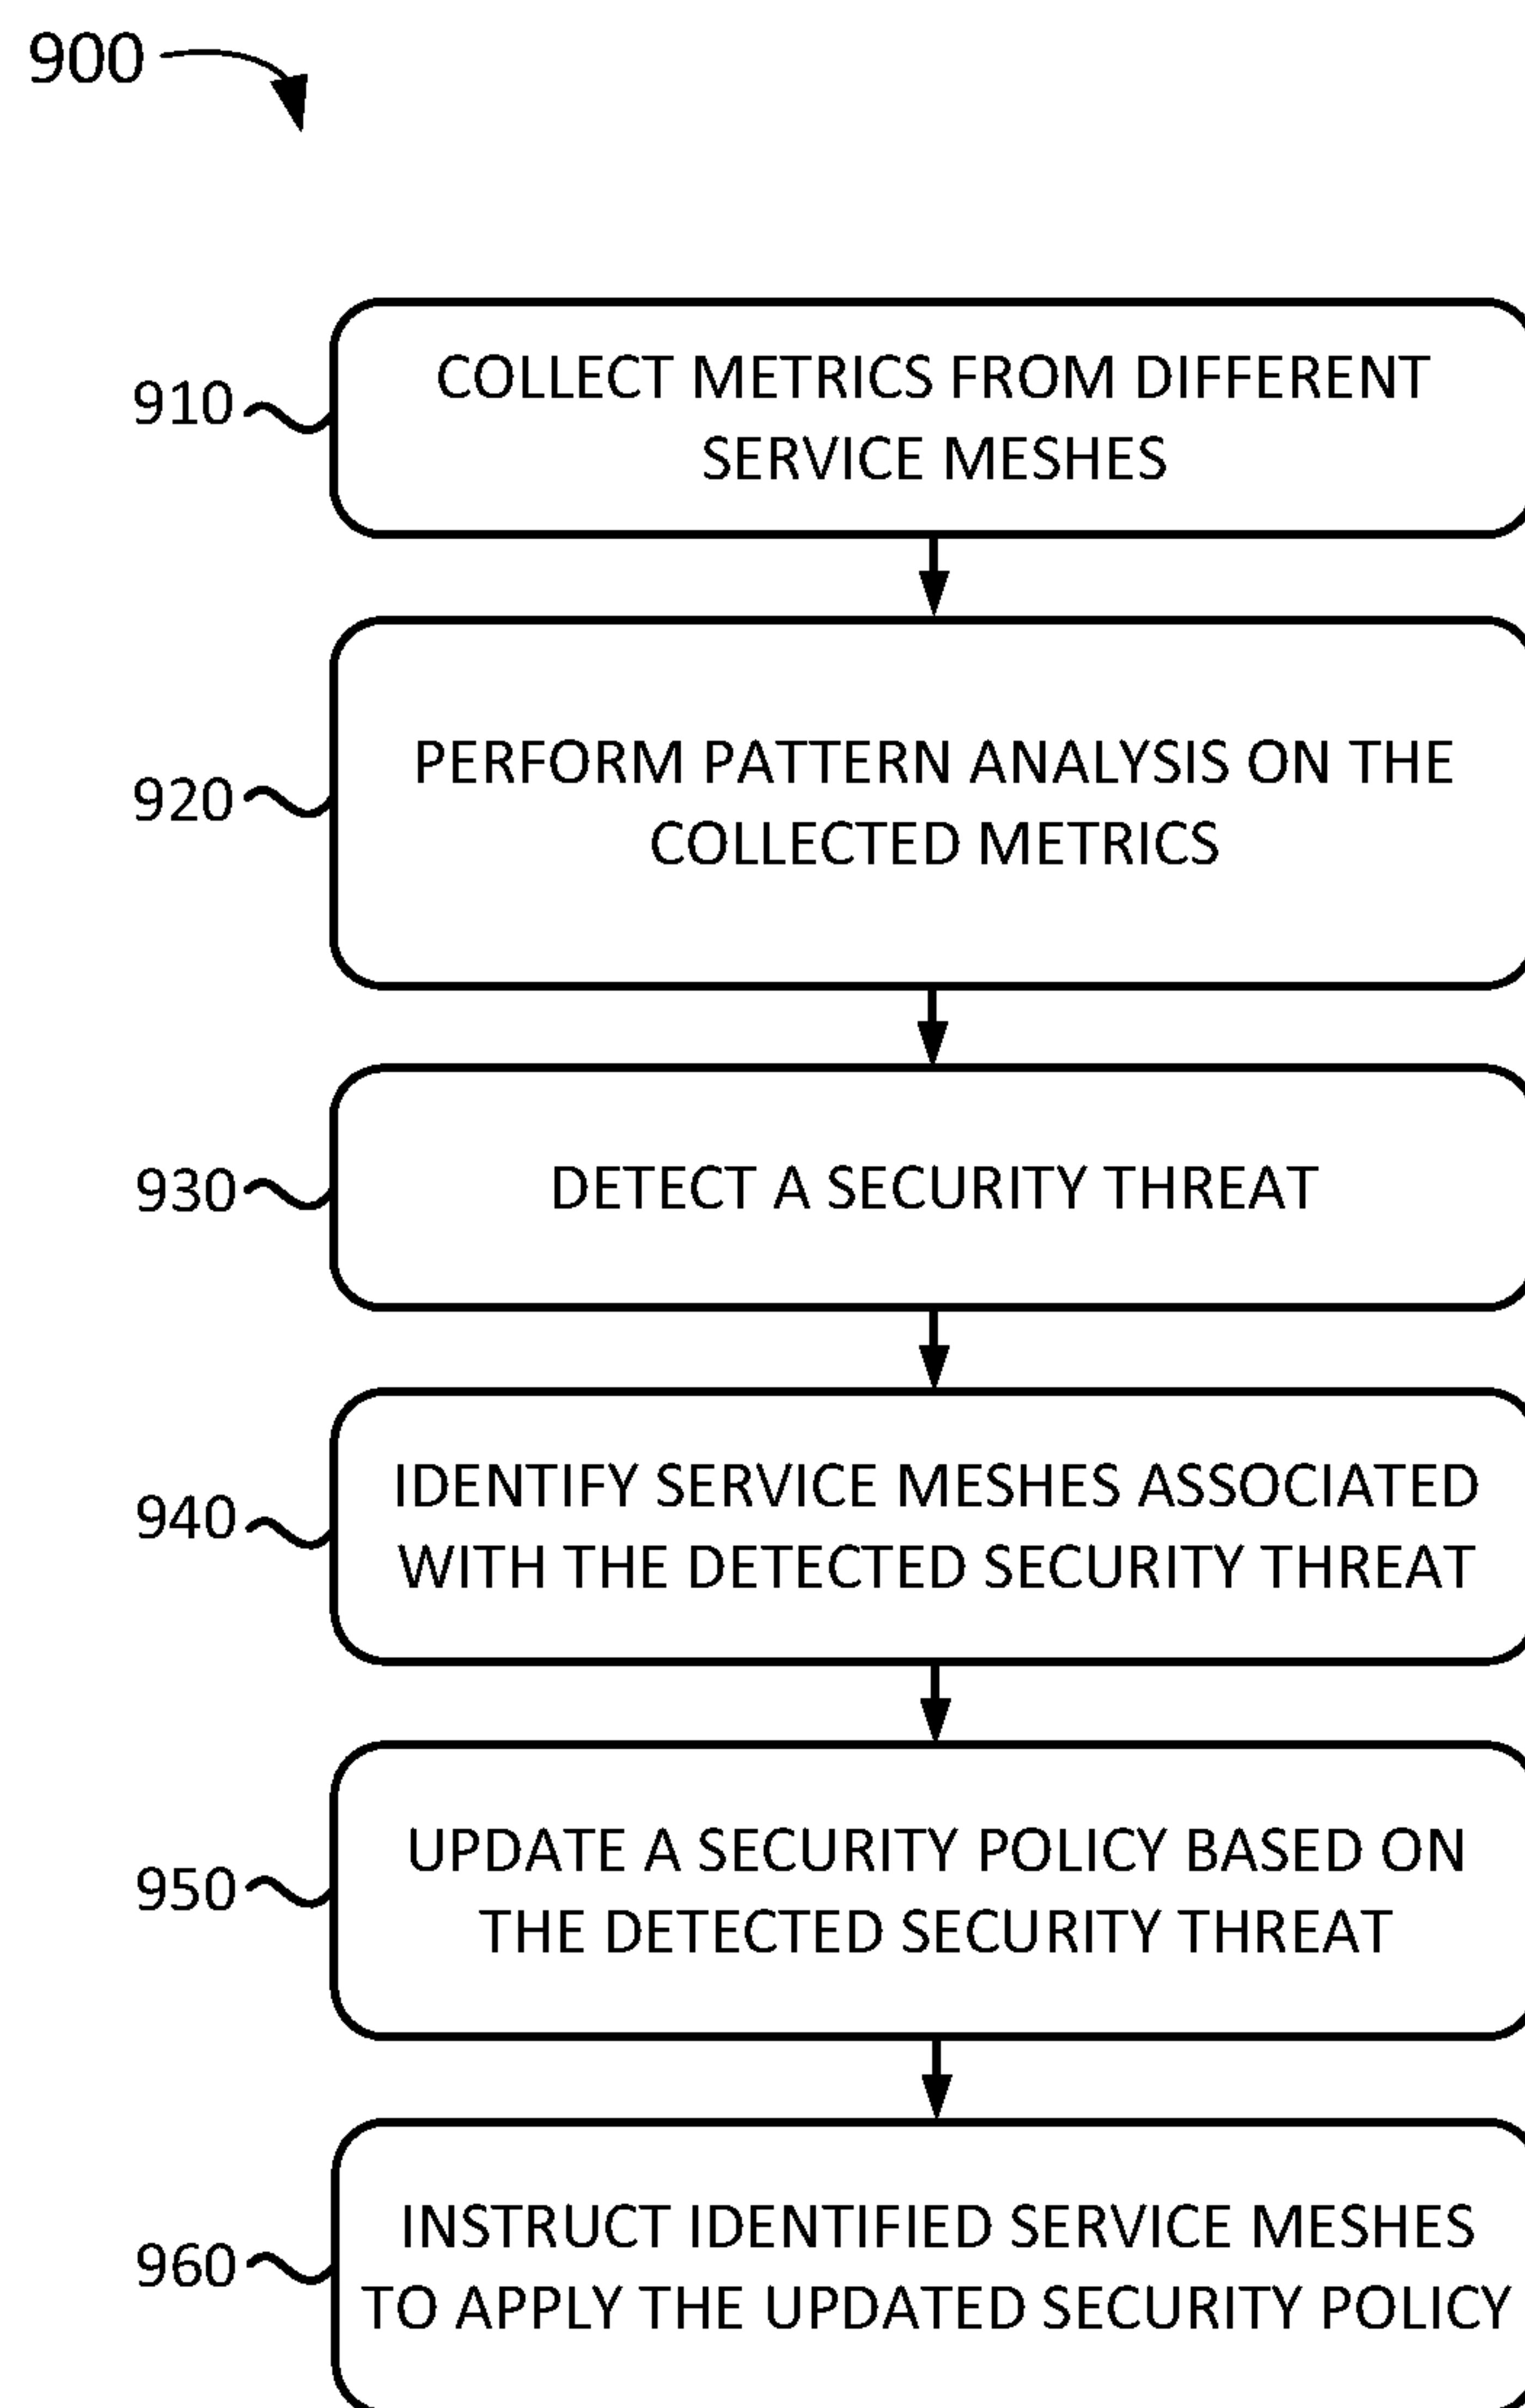 900
910
COLLECT METRICS FROM DIFFERENT
SERVICE MESHES
920
PERFORM PATTERN ANALYSIS ON THE
COLLECTED METRICS
930
DETECT A SECURITY THREAT
940
IDENTIFY SERVICE MESHES ASSOCIATED
WITH THE DETECTED SECURITY THREAT
950
UPDATE A SECURITY POLICY BASED ON
THE DETECTED SECURITY THREAT
960
INSTRUCT IDENTIFIED SERVICE MESHES
TO APPLY THE UPDATED SECURITY POLICY